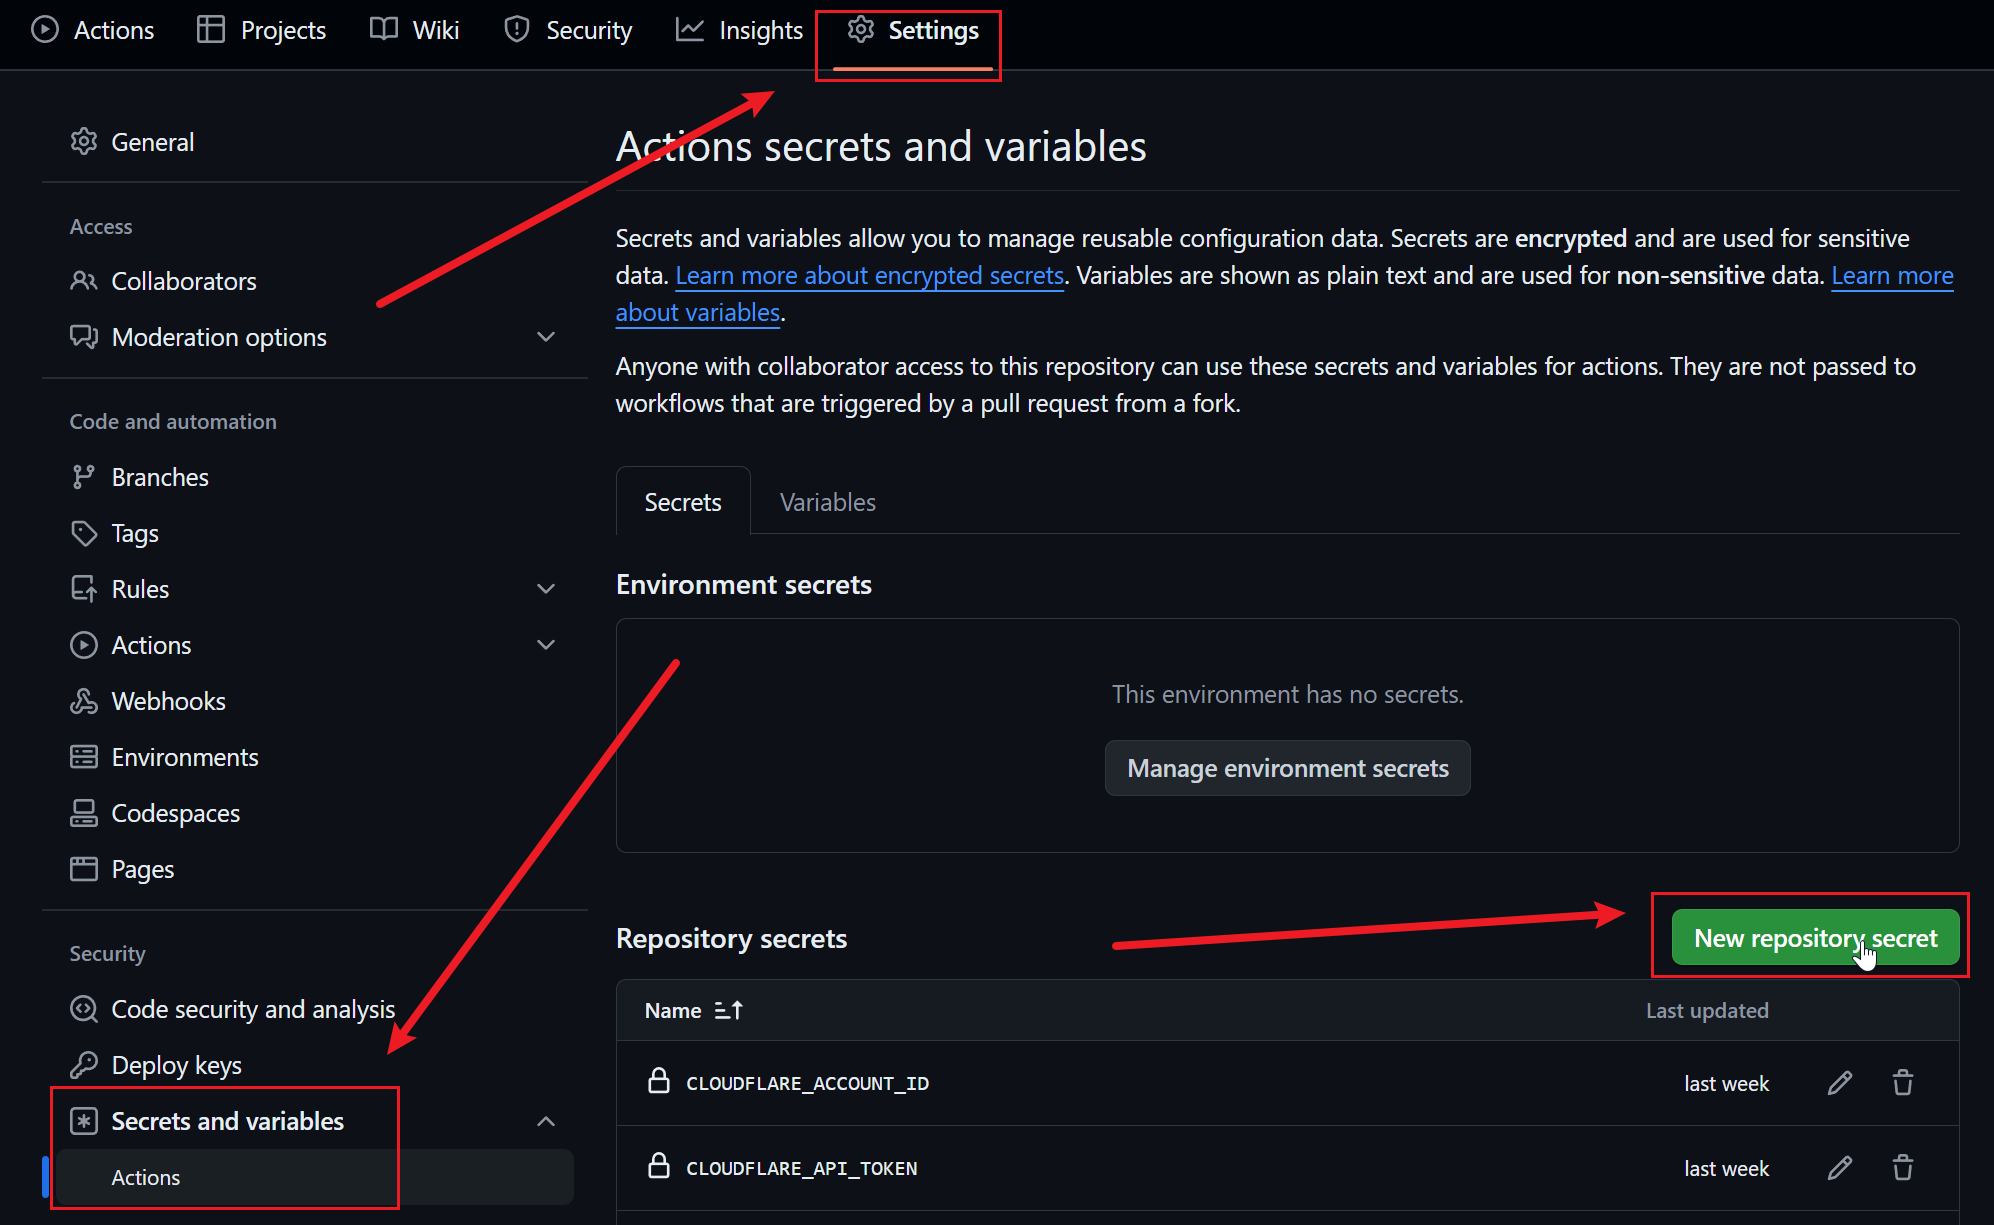 Actions Projects Wiki Security Insights Settings
General
Access
Collaborators
Moderation options
Code and automation
Branches
Tags
Rules
Actions
Webhooks
Environments
Codespaces
Pages
Security
Code security and analysis
Deploy keys
Secrets and variables
Actions
Actions secrets and variables
Secrets and variables allow you to manage reusable configuration data. Secrets are encrypted and are used for sensitive
data. Learn more about encrypted secrets. Variables are shown as plain text and are used for non-sensitive data. Learn more
about variables.
Anyone with collaborator access to this repository can use these secrets and variables for actions. They are not passed to
workflows that are triggered by a pull request from a fork.
Secrets Variables
Environment secrets
This environment has no secrets.
Manage environment secrets
Repository secrets
New repository secret
Name Last updated
CLOUDFLARE_ACCOUNT_ID last week
CLOUDFLARE_API_TOKEN last week